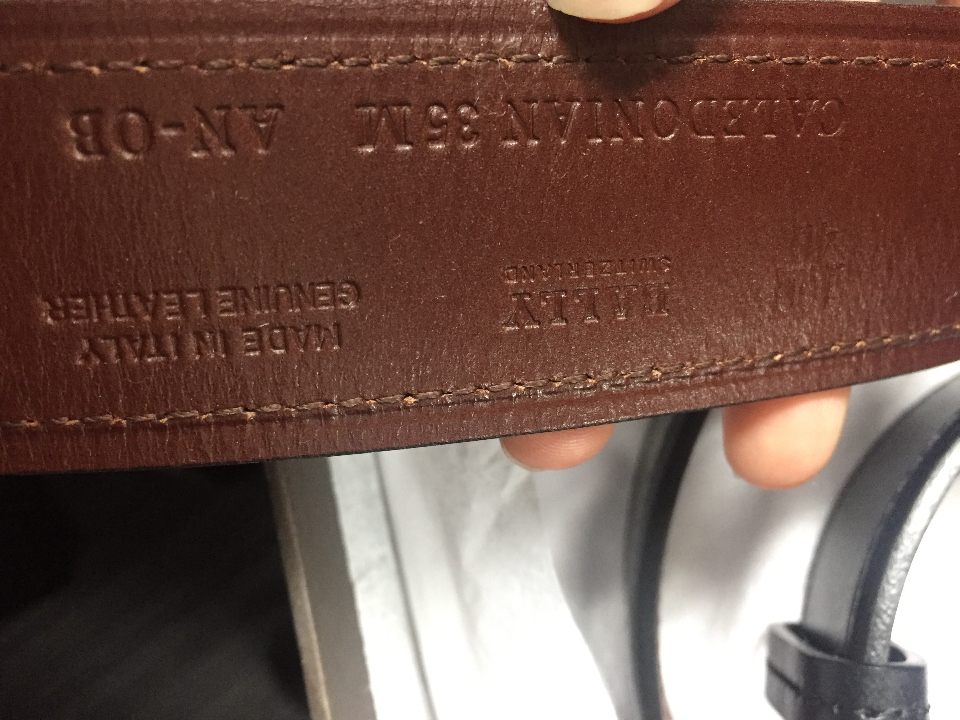 BALLY
SWITZERLAND
MADE IN ITALY
GENUINE LEATHER
CALEDONIAN 35M AN-OB